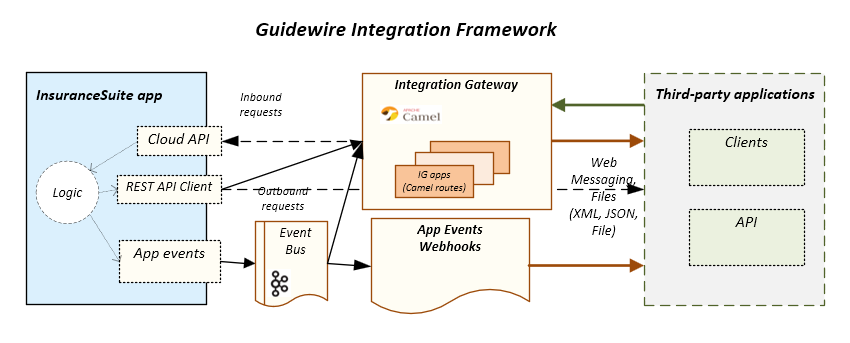 Guidewire Integration Framework
InsuranceSuite app
Cloud API
Logic
REST API Client
App events
Inbound
requests
Outbound
requests
Event
Bus
Integration Gateway
APACHE
Camel
IG apps
(Camel routes)
App Events
Webhooks
Web
Messaging,
Files
(XML, JSON,
File)
Third-party applications
Clients
API